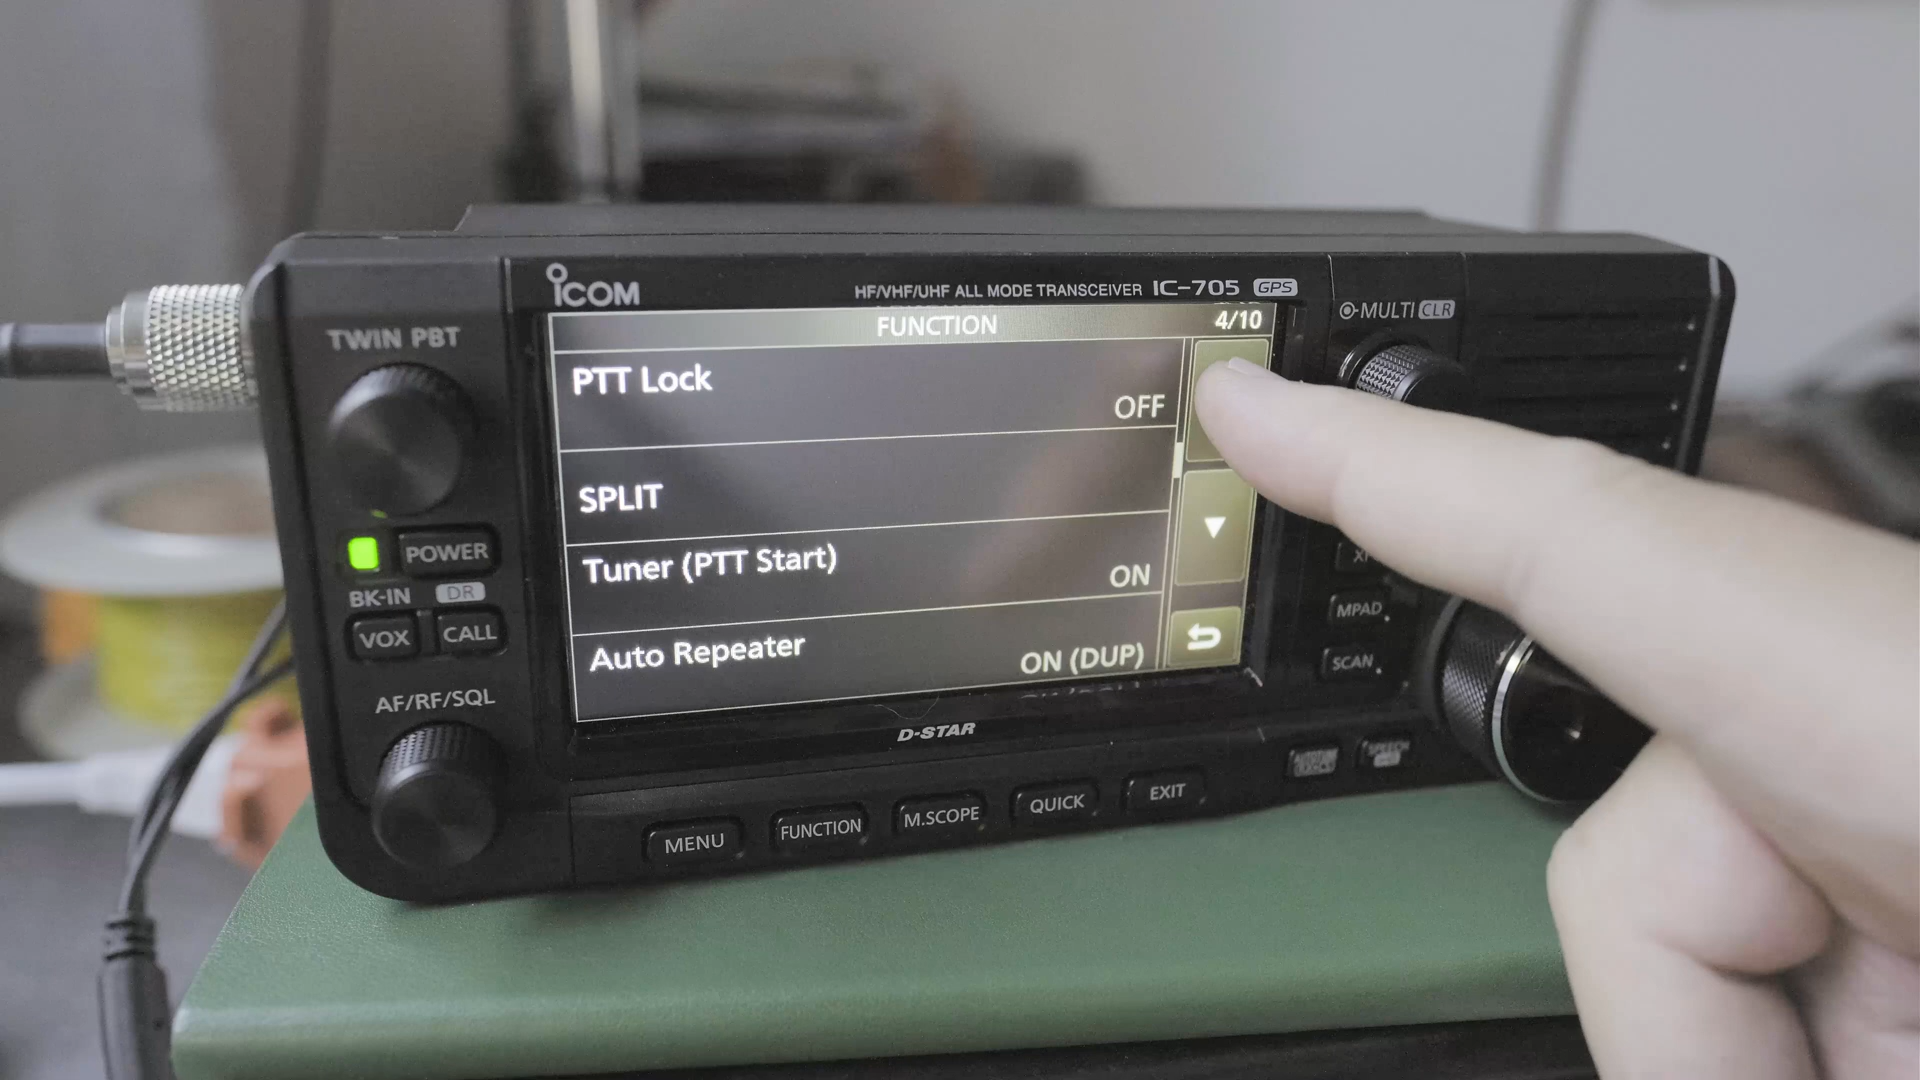 ICOM
HF/VHF/UHF ALL MODE TRANSCEIVER IC-705 GPS
MULTI CLR
TWIN PBT
FUNCTION 4/10
PTT Lock
OFF
SPLIT
Tuner (PTT Start)
ON
Auto Repeater
ON (DUP)
POWER
BK-IN DR
VOX CALL
AF/RF/SQL
MPAD
SCAN
D-STAR
SPEECH
MENU FUNCTION M.SCOPE QUICK EXIT